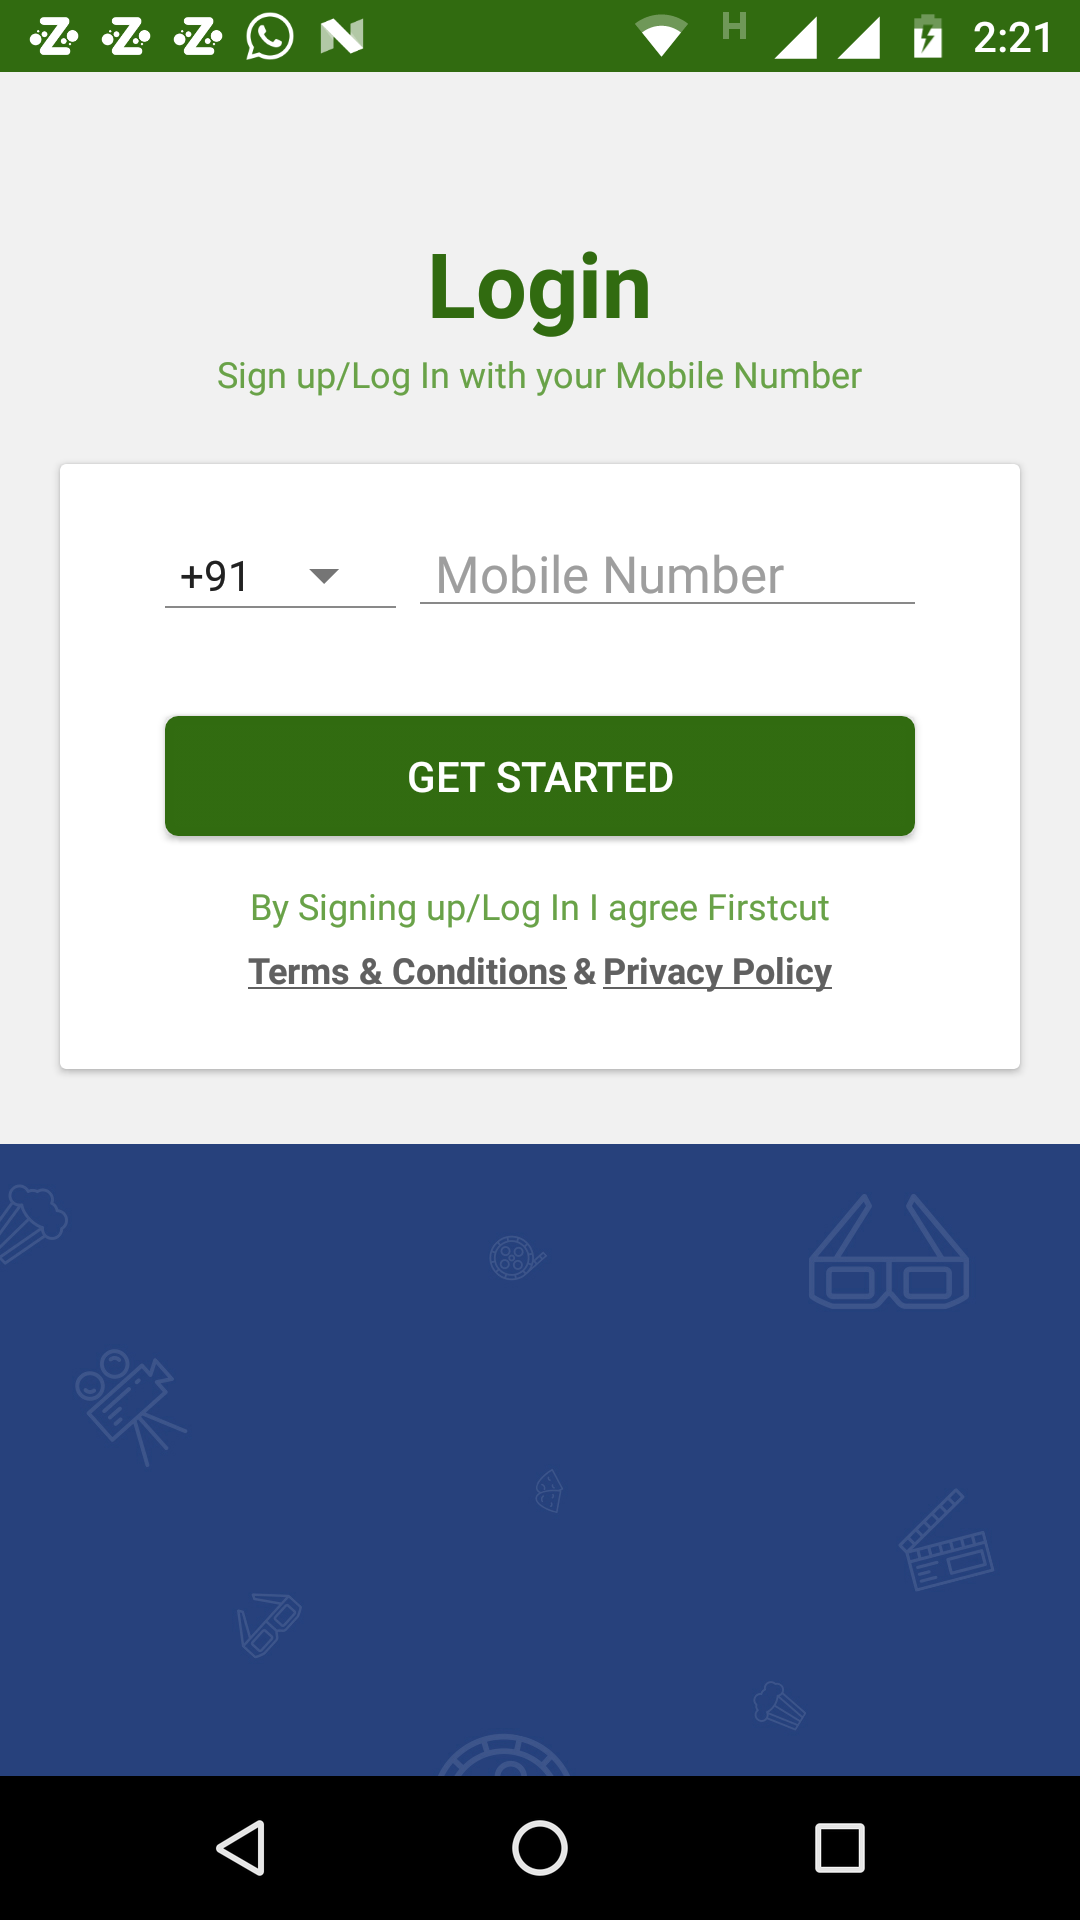 H 2:21
Login
Sign up/Log In with your Mobile Number
+91 Mobile Number
GET STARTED
By Signing up/Log In I agree Firstcut
Terms & Conditions & Privacy Policy